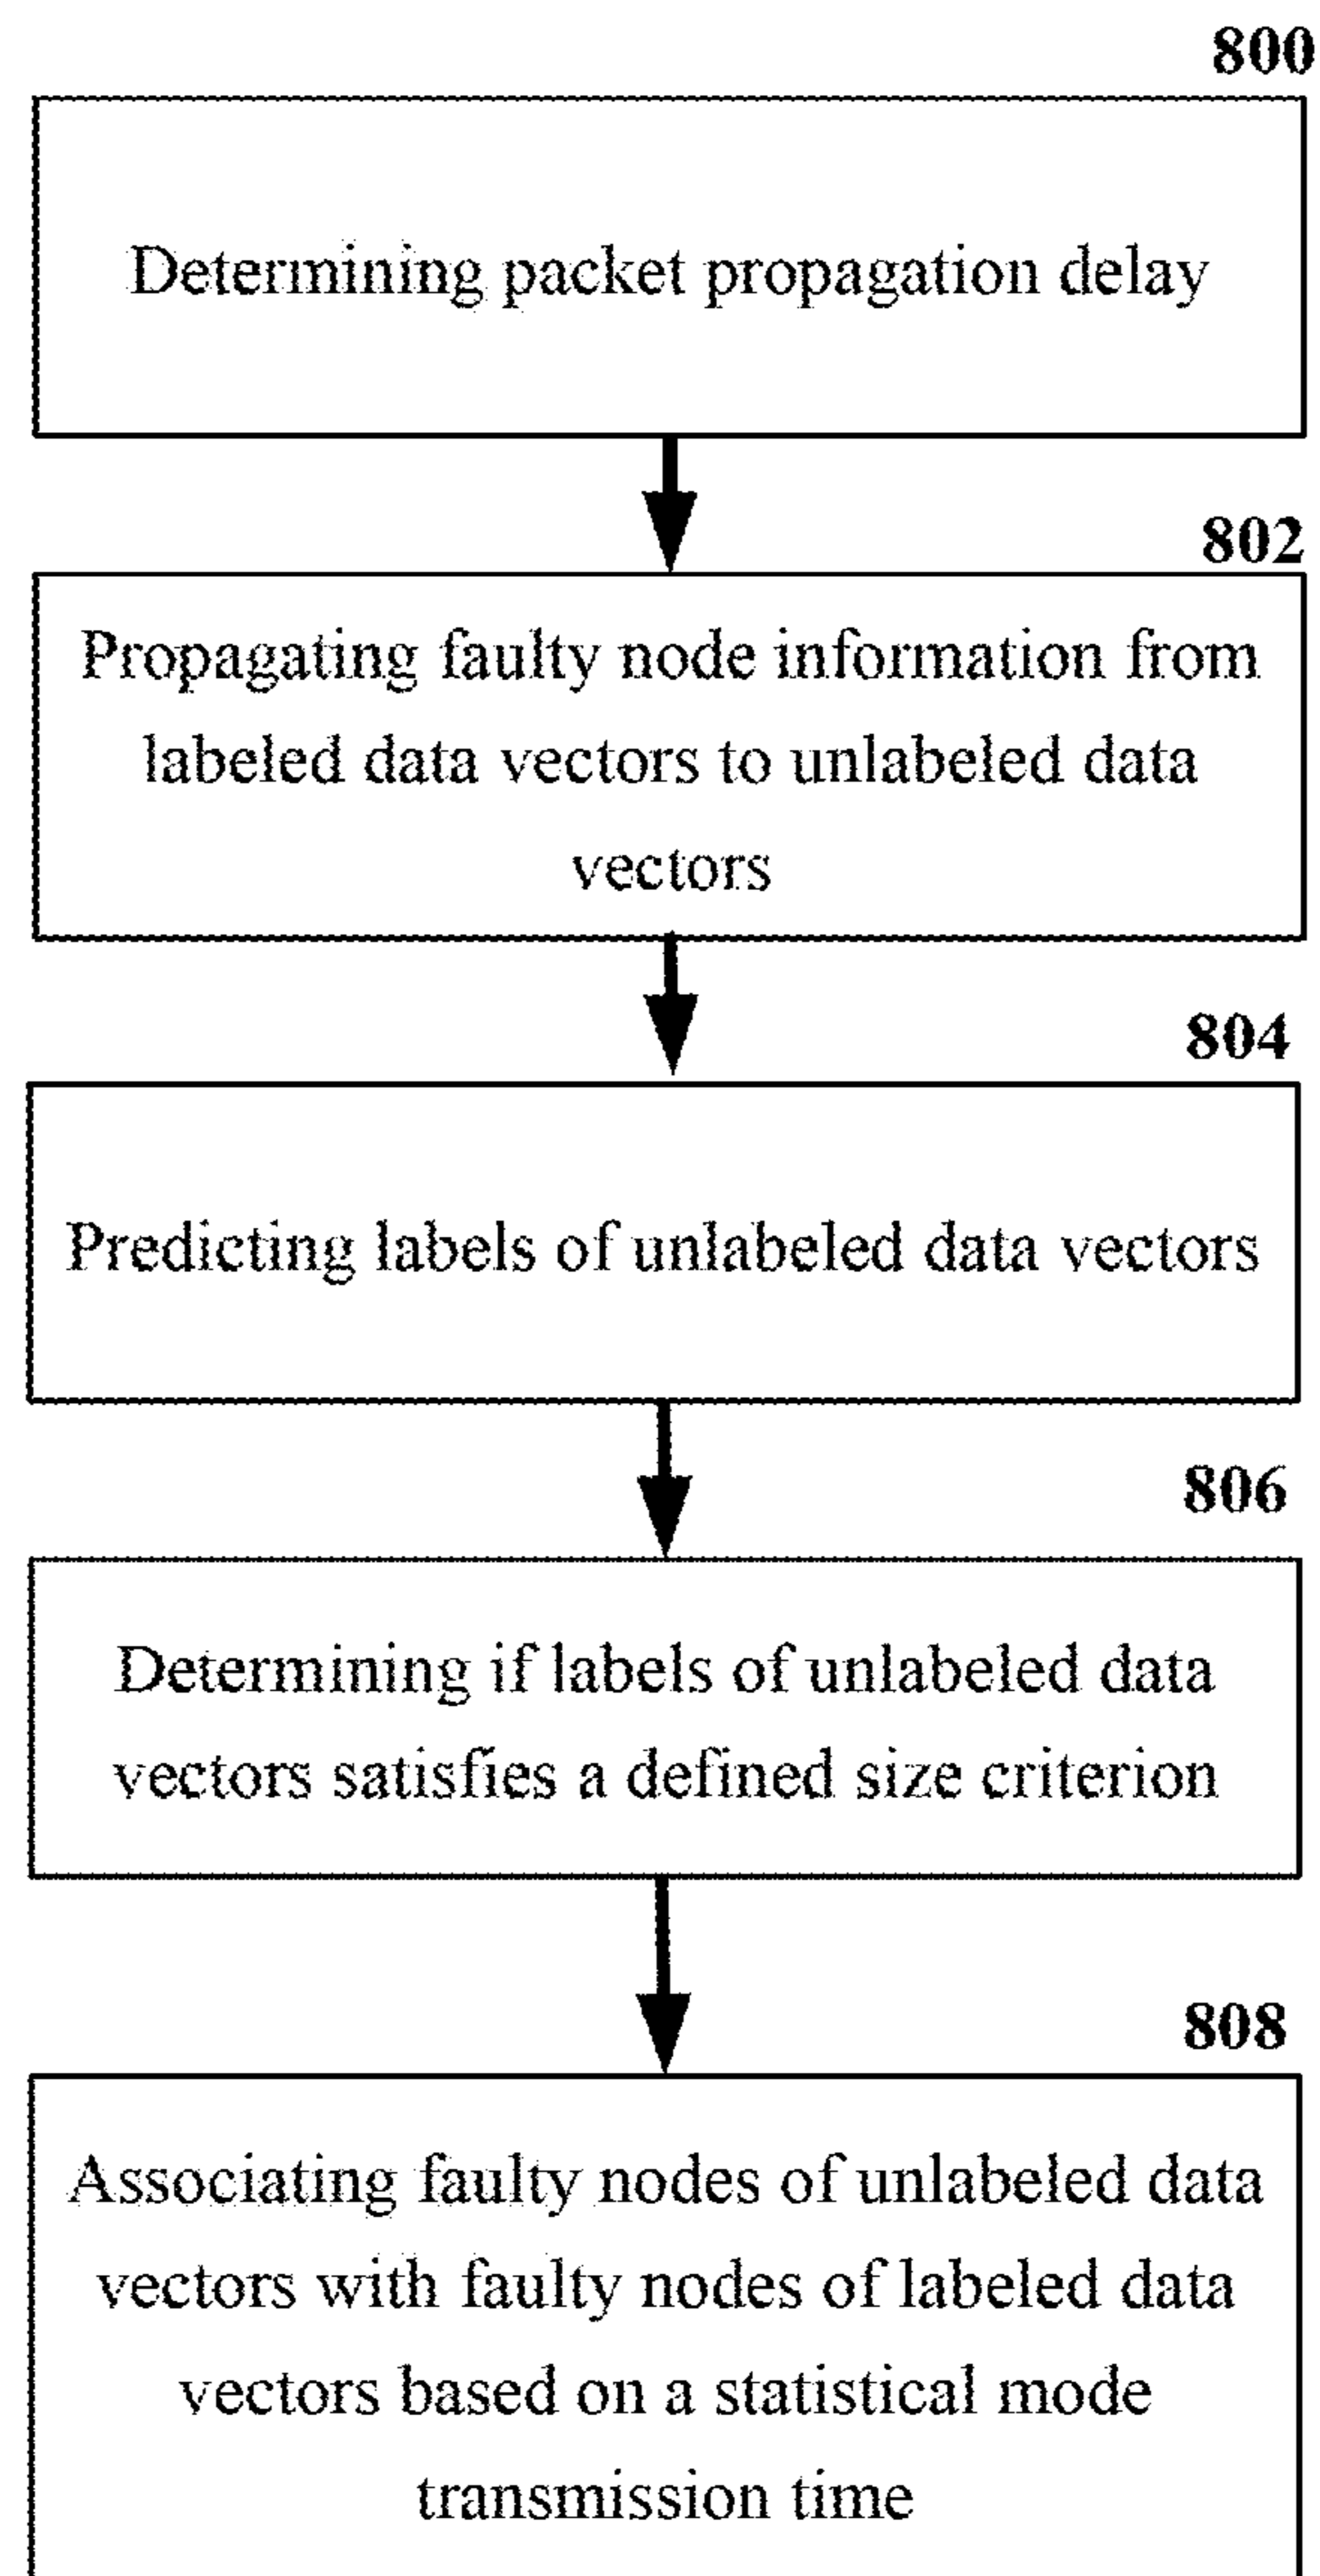 800
Determining packet propagation delay
802
Propagating faulty node information from
labeled data vectors to unlabeled data
vectors
804
Predicting labels of unlabeled data vectors
806
Determining if labels of unlabeled data
vectors satisfies a defined size criterion
808
Associating faulty nodes of unlabeled data
vectors with faulty nodes of labeled data
vectors based on a statistical mode
transmission time